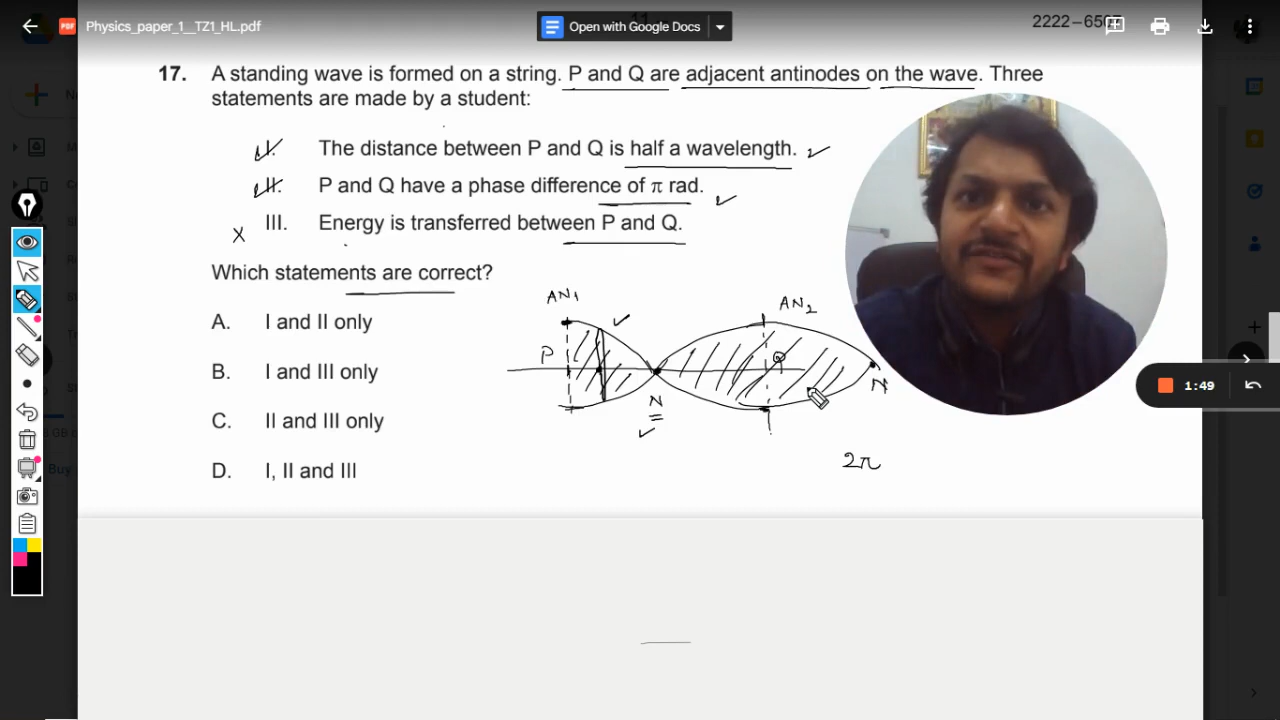 Physics_paper_1__TZ1_HL.pdf
Open with Google Docs
2222
17. A standing wave is formed on a string. P and Q are adjacent antinodes on the wave. Three
statements are made by a student:
I. The distance between P and Q is half a wavelength.
II. P and Q have a phase difference of π rad.
III. Energy is transferred between P and Q.
X
Which statements are correct?
AN1
AN2
A. I and II only
P
Q
B. I and III only
N
N
C. II and III only
2π
D. I, II and III
1:49